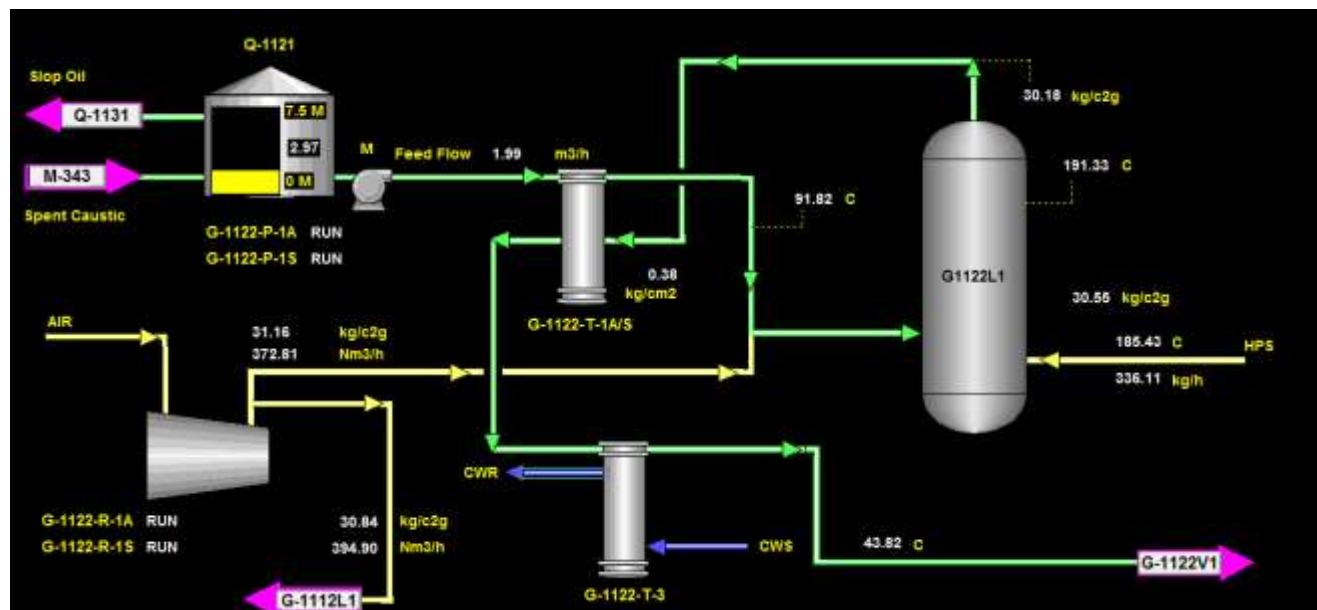 Q-1121
Slop Oil
Q-1131
7.5 M
2.97
M-343
0 M
Spent Caustic
M
Feed Flow 1.99 m3/h
30.18 kg/c2g
191.33 C
91.82 C
G-1122-P-1A RUN
G-1122-P-1S RUN
0.38
kg/cm2
G-1122-T-1A/S
G1122L1
30.55 kg/c2g
185.43 C
HPS
336.11 kg/h
AIR
31.16 kg/c2g
372.81 Nm3/h
CWR
CWS
43.82 C
G-1122V1
G-1122-R-1A RUN
G-1122-R-1S RUN
30.84 kg/c2g
394.90 Nm3/h
G-1112L1
G-1122-T-3